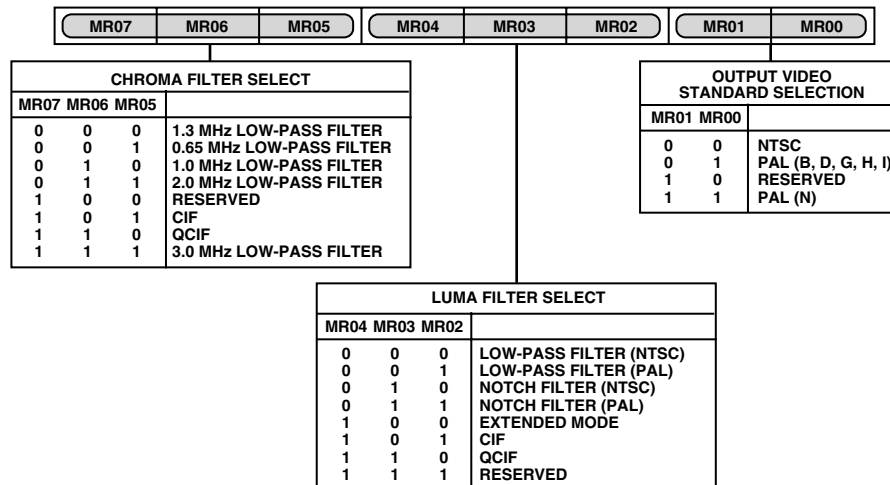 MR07 MR06 MR05 MR04 MR03 MR02 MR01 MR00
CHROMA FILTER SELECT
MR07 MR06 MR05
0 0 0 1.3 MHz LOW-PASS FILTER
0 0 1 0.65 MHz LOW-PASS FILTER
0 1 0 1.0 MHz LOW-PASS FILTER
0 1 1 2.0 MHz LOW-PASS FILTER
1 0 0 RESERVED
1 0 1 CIF
1 1 0 QCIF
1 1 1 3.0 MHz LOW-PASS FILTER
OUTPUT VIDEO
STANDARD SELECTION
MR01 MR00
0 0 NTSC
0 1 PAL (B, D, G, H, I)
1 0 RESERVED
1 1 PAL (N)
LUMA FILTER SELECT
MR04 MR03 MR02
0 0 0 LOW-PASS FILTER (NTSC)
0 0 1 LOW-PASS FILTER (PAL)
0 1 0 NOTCH FILTER (NTSC)
0 1 1 NOTCH FILTER (PAL)
1 0 0 EXTENDED MODE
1 0 1 CIF
1 1 0 QCIF
1 1 1 RESERVED